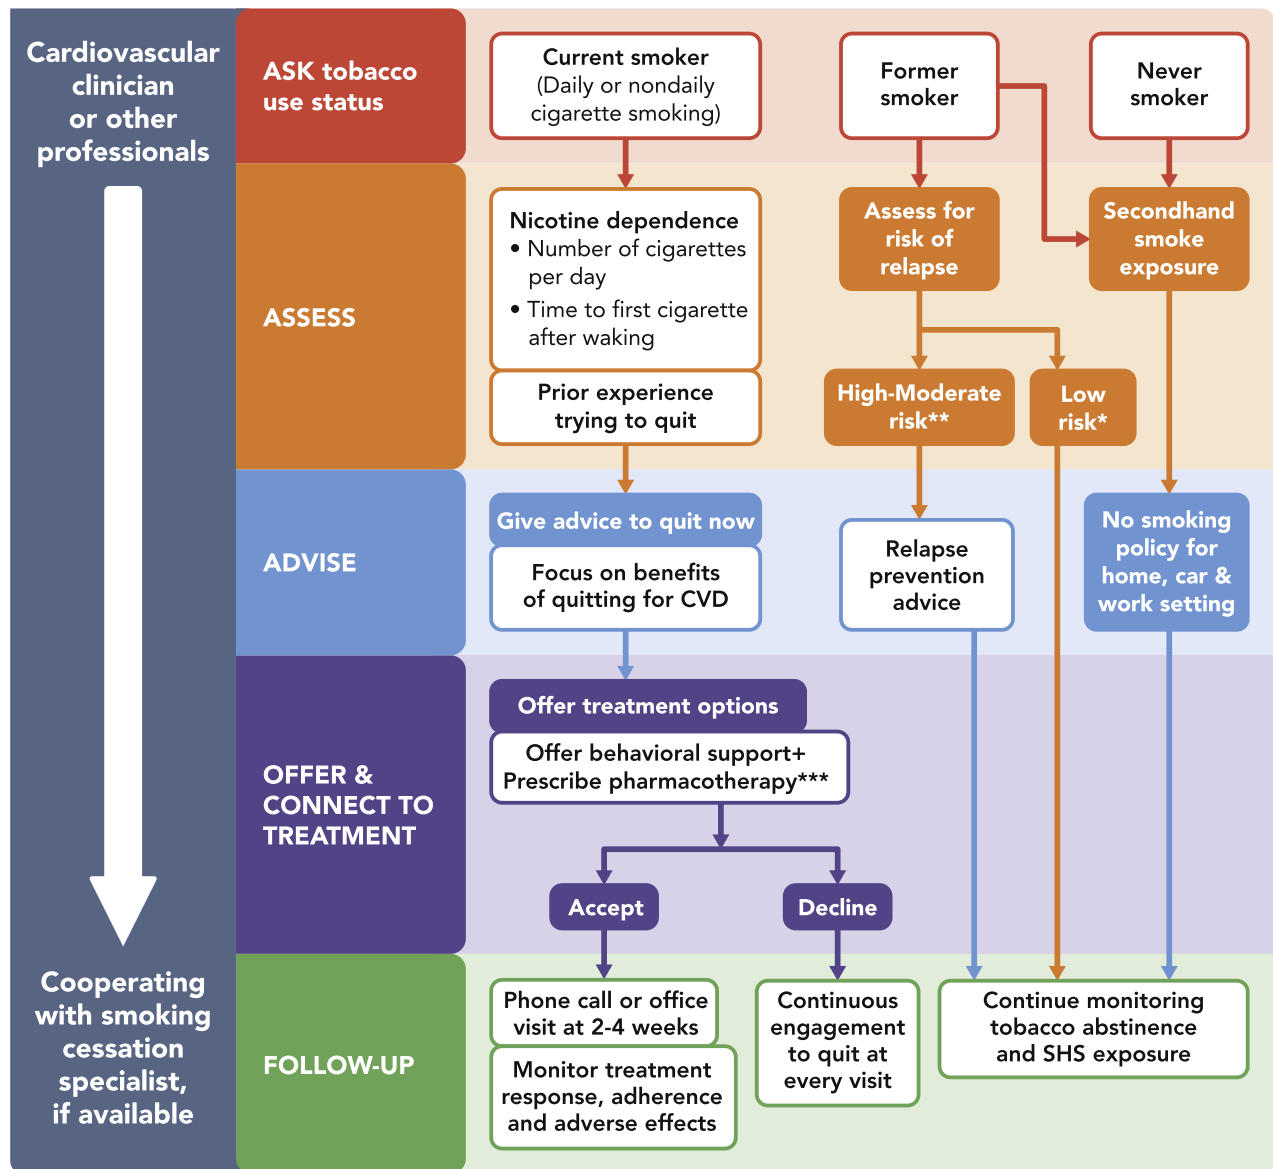 Cardiovascular
clinician
or other
professionals
Cooperating
with smoking
cessation
specialist,
if available
ASK tobacco
use status
Current smoker
(Daily or nondaily
cigarette smoking)
Former
smoker
Never
smoker
ASSESS
Nicotine dependence
• Number of cigarettes
per day
• Time to first cigarette
after waking
Prior experience
trying to quit
Assess for
risk of
relapse
Secondhand
smoke
exposure
High-Moderate
risk**
Low
risk*
ADVISE
Give advice to quit now
Focus on benefits
of quitting for CVD
Relapse
prevention
advice
No smoking
policy for
home, car &
work setting
OFFER &
CONNECT TO
TREATMENT
Offer treatment options
Offer behavioral support+
Prescribe pharmacotherapy***
Accept
Decline
FOLLOW-UP
Phone call or office
visit at 2-4 weeks
Monitor treatment
response, adherence
and adverse effects
Continuous
engagement
to quit at
every visit
Continue monitoring
tobacco abstinence
and SHS exposure